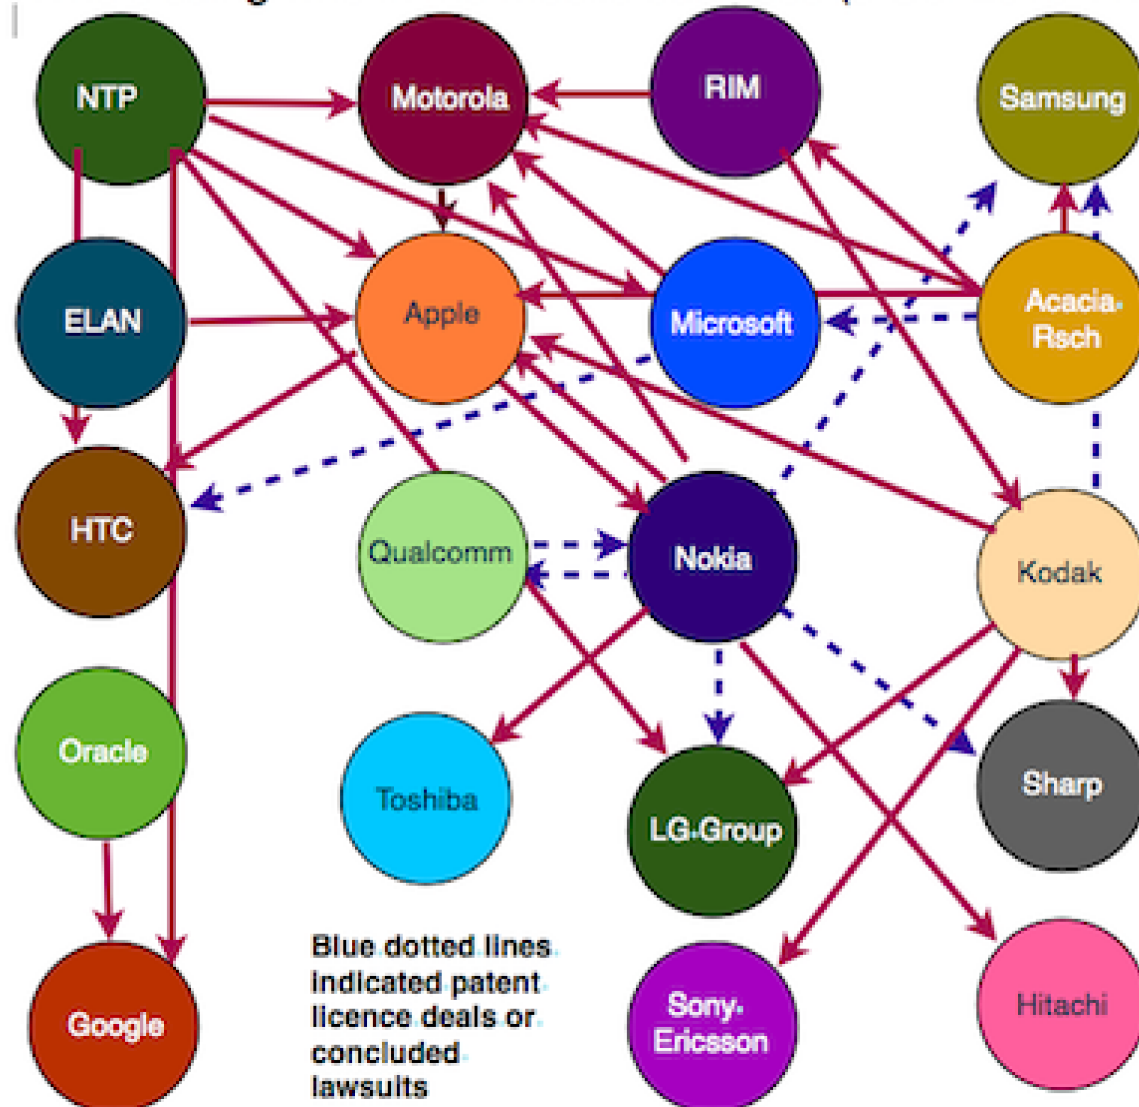 NTP
Motorola
RIM
Samsung
ELAN
Apple
Microsoft
Acacia-
Rsch
HTC
Qualcomm
Nokia
Kodak
Oracle
Toshiba
LG-Group
Sharp
Google
Blue dotted lines
indicated patent
licence deals or
concluded
lawsuits
Sony-
Ericsson
Hitachi